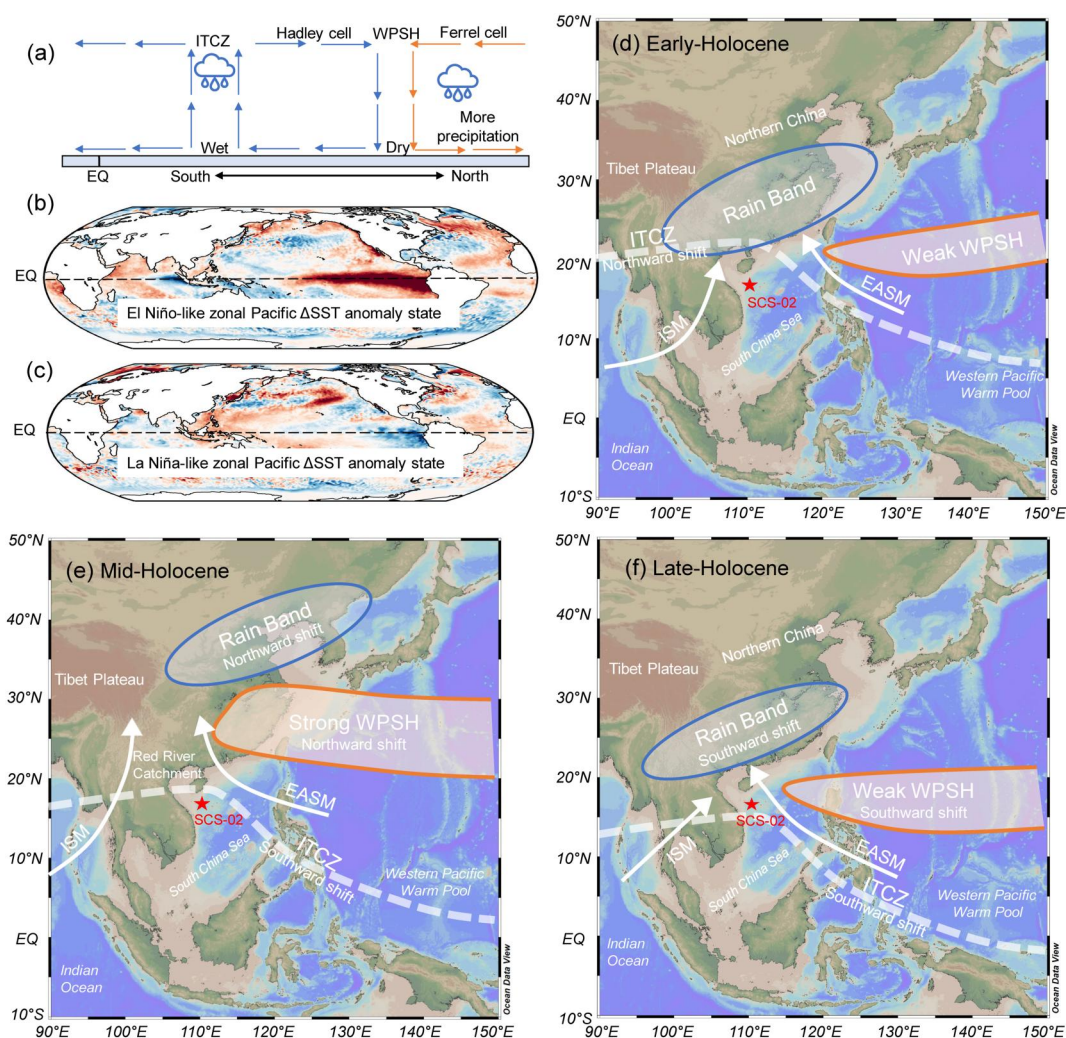 (a)
ITCZ
Hadley cell
WPSH
Ferrel cell
More
precipitation
Wet
Dry
EQ
South
North
(b)
EQ
El Niño-like zonal Pacific ΔSST anomaly state
(c)
EQ
La Niña-like zonal Pacific ΔSST anomaly state
50°N
40°N
30°N
20°N
10°N
EQ
10°S
(d) Early-Holocene
Northern China
Tibet Plateau
Rain Band
ITCZ
Northward shift
Weak WPSH
SCS-02
EASM
ISM
South China Sea
Western Pacific
Warm Pool
Indian
Ocean
Ocean Data View
90°E
100°E
110°E
120°E
130°E
140°E
150°E
50°N
40°N
30°N
20°N
10°N
EQ
10°S
(e) Mid-Holocene
Rain Band
Northward shift
Tibet Plateau
Strong WPSH
Northward shift
Red River
Catchment
EASM
SCS-02
ISM
ITCZ
Southward shift
South China Sea
Western Pacific
Warm Pool
Indian
Ocean
Ocean Data View
90°E
100°E
110°E
120°E
130°E
140°E
150°E
50°N
40°N
30°N
20°N
10°N
EQ
10°S
(f) Late-Holocene
Northern China
Tibet Plateau
Rain Band
Southward shift
Weak WPSH
Southward shift
SCS-02
ISM
EASM
ITCZ
Southward shift
South China Sea
Western Pacific
Warm Pool
Indian
Ocean
Ocean Data View
90°E
100°E
110°E
120°E
130°E
140°E
150°E